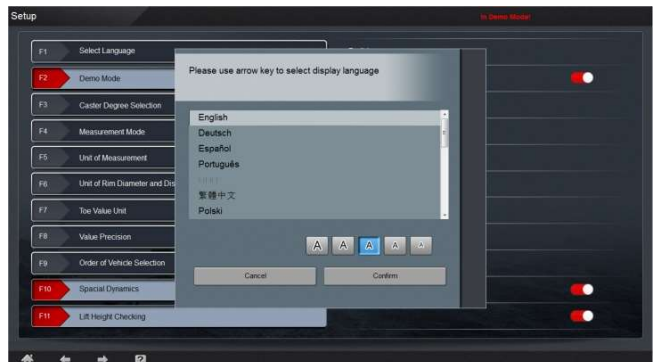 Setup
In Demo Mode!
F1 Select Language
F2 Demo Mode
F3 Caster Degree Selection
F4 Measurement Mode
F5 Unit of Measurement
F6 Unit of Rim Diameter and Dis
F7 Toe Value Unit
F8 Value Precision
F9 Order of Vehicle Selection
F10 Spacial Dynamics
F11 Lift Height Checking
Please use arrow key to select display language
English
Deutsch
Español
Português
繁體中文
Polski
A A A A A
Cancel Confirm
?